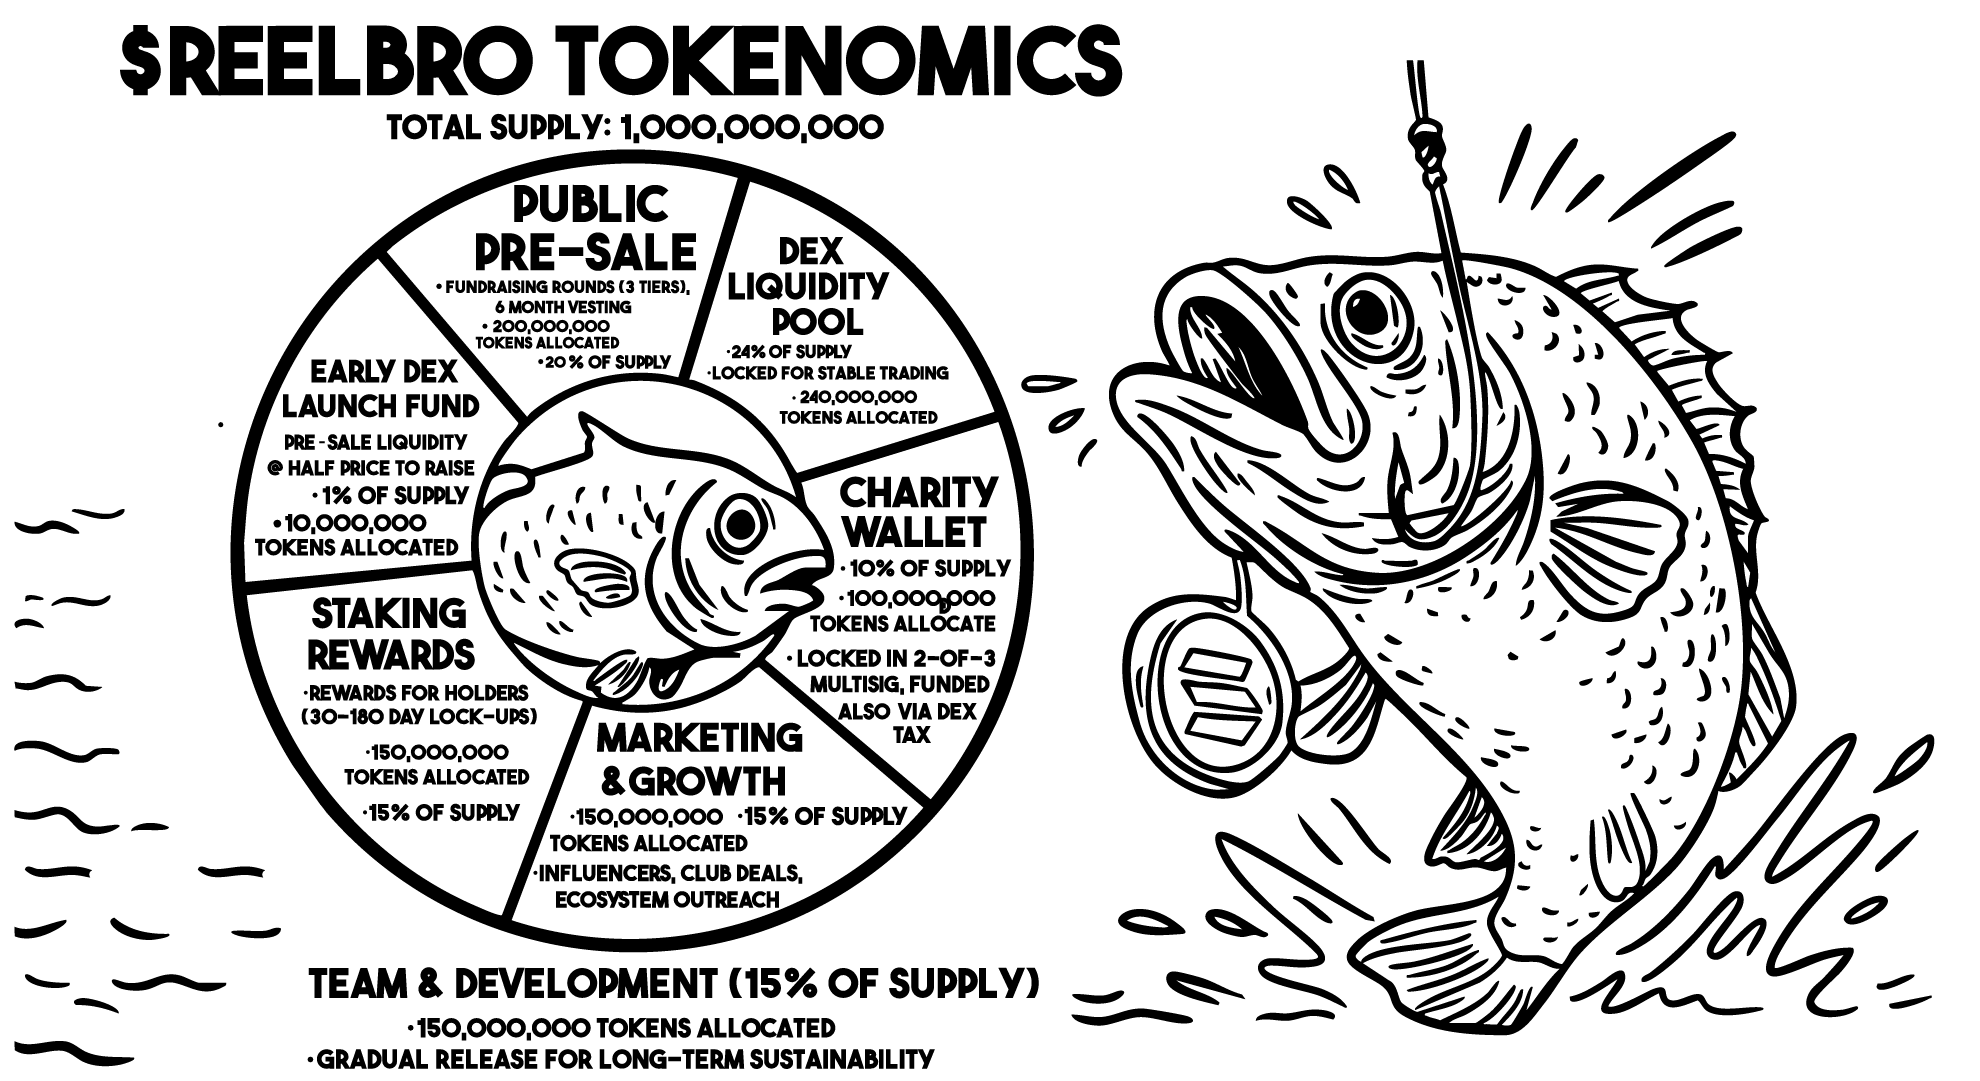 $REELBRO TOKENOMICS
TOTAL SUPPLY: 1,000,000,000
PUBLIC
PRE-SALE
• FUNDRAISING ROUNDS (3 TIERS),
6 MONTH VESTING
• 200,000,000
TOKENS ALLOCATED
•20% OF SUPPLY
DEX
LIQUIDITY
POOL
•24% OF SUPPLY
•LOCKED FOR STABLE TRADING
• 240,000,000
TOKENS ALLOCATED
CHARITY
WALLET
•10% OF SUPPLY
•100,000,000
D
TOKENS ALLOCATE
•LOCKED IN 2-OF-3
MULTISIG, FUNDED
ALSO VIA DEX
TAX
MARKETING
&GROWTH
•150,000,000 •15% OF SUPPLY
TOKENS ALLOCATED
•INFLUENCERS, CLUB DEALS,
ECOSYSTEM OUTREACH
STAKING
REWARDS
•REWARDS FOR HOLDERS
(30-180 DAY LOCK-UPS)
•150,000,000
TOKENS ALLOCATED
•15% OF SUPPLY
EARLY DEX
LAUNCH FUND
PRE-SALE LIQUIDITY
@ HALF PRICE TO RAISE
•1% OF SUPPLY
•10,000,000
TOKENS ALLOCATED
TEAM & DEVELOPMENT (15% OF SUPPLY)
•150,000,000 TOKENS ALLOCATED
•GRADUAL RELEASE FOR LONG-TERM SUSTAINABILITY